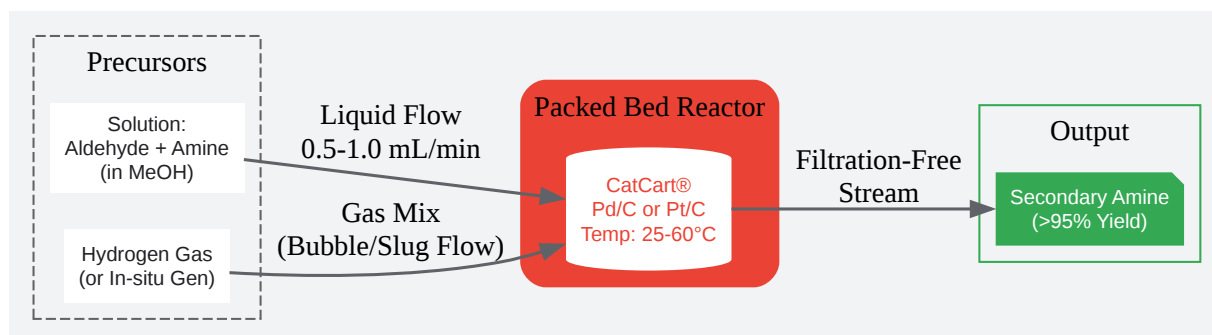 Precursors
Solution:
Aldehyde + Amine
(in MeOH)
Hydrogen Gas
(or In-situ Gen)
Liquid Flow
0.5-1.0 mL/min
Gas Mix
(Bubble/Slug Flow)
Packed Bed Reactor
CatCart®
Pd/C or Pt/C
Temp: 25-60°C
Filtration-Free
Stream
Output
Secondary Amine
(>95% Yield)